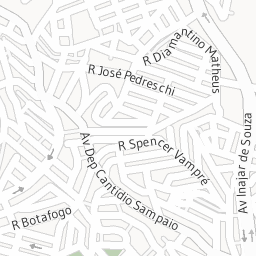 R Diamantino Matheus
R José Pedreschi
R Spencer Vampré
Av Dep Cantídio Sampaio
Av Inajar de Souza
R Botafogo